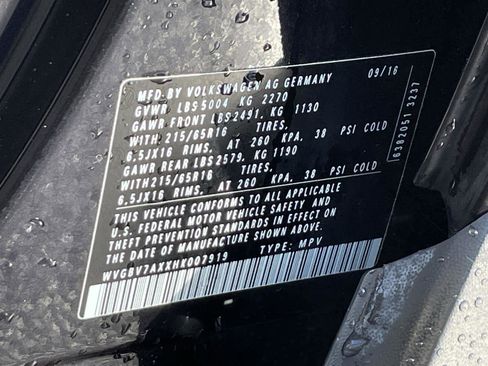 MFD.BY VOLKSWAGEN AG GERMANY 09/16
GVWR LBS 5004 KG 2270
GAWR FRONT LBS2491, KG 1130
WITH 215/65R16 TIRES,
6.5JX16 RIMS, AT 260 KPA, 38 PSI COLD
GAWR REAR LBS2579, KG 1190
WITH215/65R16 TIRES,
6.5JX16 RIMS, AT 260 KPA, 38 PSI COLD
THIS VEHICLE CONFORMS TO ALL APPLICABLE
U.S. FEDERAL MOTOR VEHICLE SAFETY AND
THEFT PREVENTION STANDARDS IN EFFECT ON
THE DATE OF MANUFACTURE SHOWN ABOVE.
WVGBV7AXXHK007919 TYPE: MPV
6382051 3237